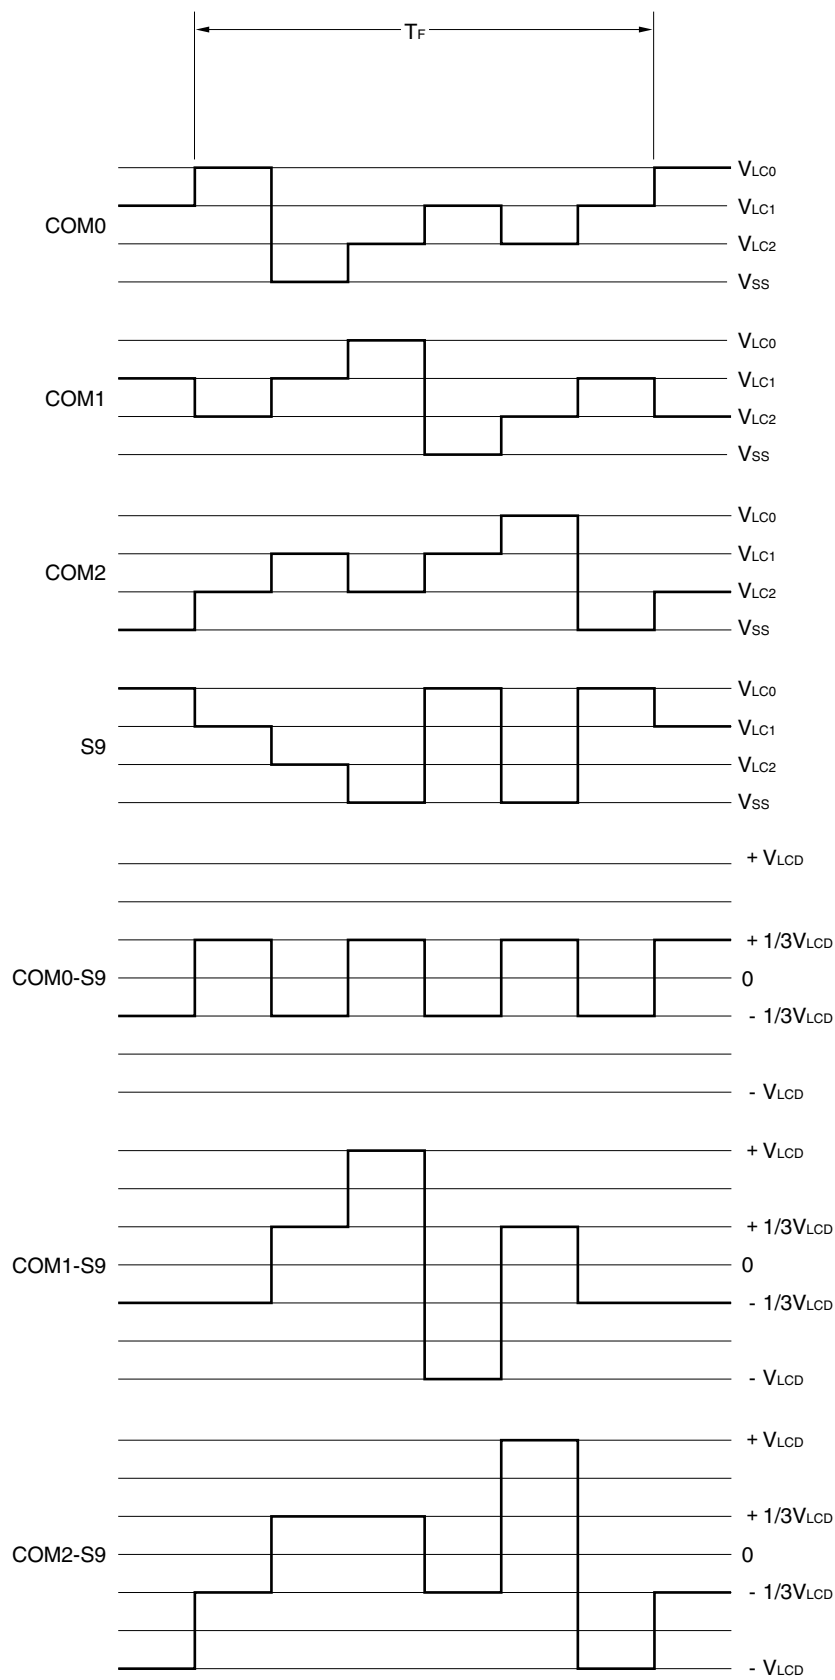 TF
VLC0
VLC1
COM0
VLC2
VSS
VLC0
VLC1
COM1
VLC2
VSS
VLC0
VLC1
COM2
VLC2
VSS
VLC0
VLC1
S9
VLC2
VSS
+ VLCD
+ 1/3VLCD
COM0-S9
0
- 1/3VLCD
- VLCD
+ VLCD
+ 1/3VLCD
COM1-S9
0
- 1/3VLCD
- VLCD
+ VLCD
+ 1/3VLCD
COM2-S9
0
- 1/3VLCD
- VLCD